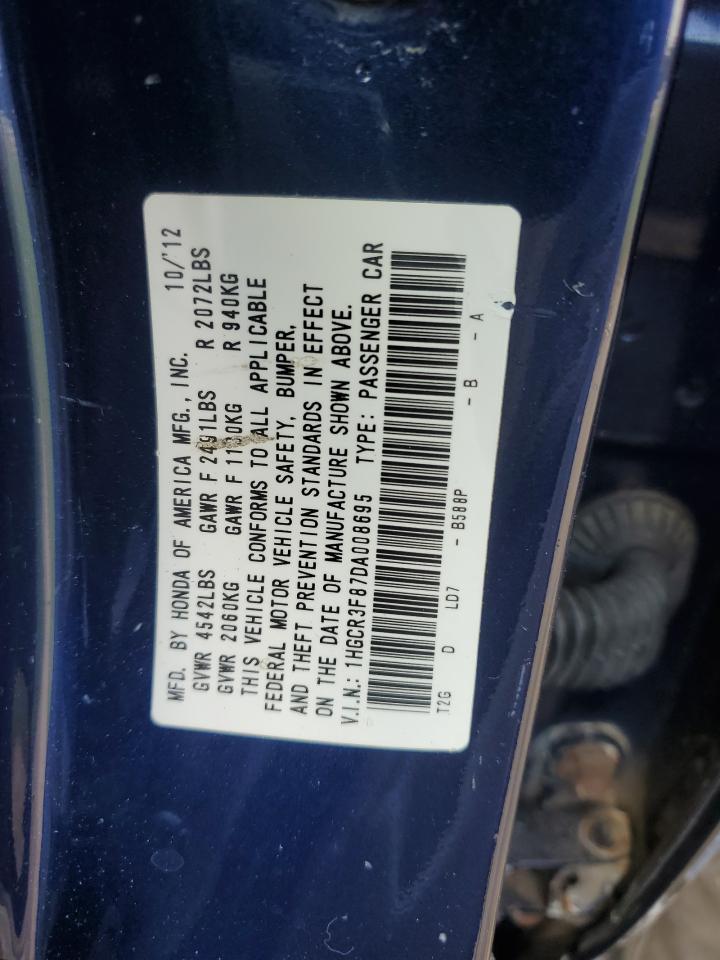 MFD. BY HONDA OF AMERICA MFG., INC. 10/'12
GVWR 4542LBS GAWR F 2491LBS R 2072LBS
GVWR 2060KG GAWR F 1130KG R 940KG
THIS VEHICLE CONFORMS TO ALL APPLICABLE
FEDERAL MOTOR VEHICLE SAFETY, BUMPER,
AND THEFT PREVENTION STANDARDS IN EFFECT
ON THE DATE OF MANUFACTURE SHOWN ABOVE.
V.I.N.: 1HGCR3F87DA008695 TYPE: PASSENGER CAR
T2G D LD7 - B588P - B - A